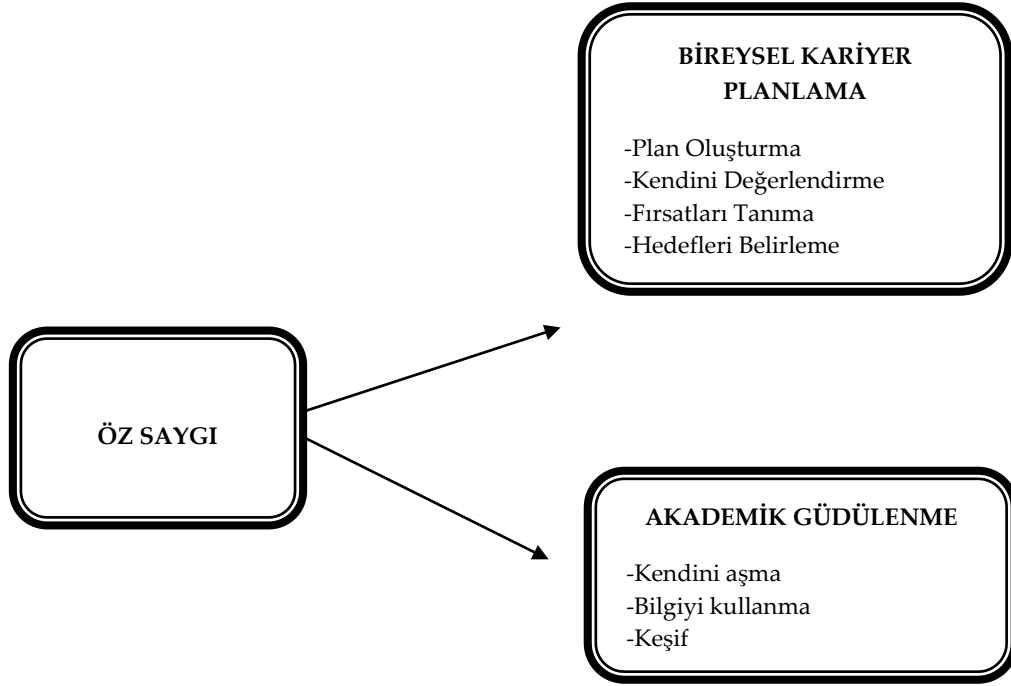 BİREYSEL KARİYER
PLANLAMA
-Plan Oluşturma
-Kendini Değerlendirme
-Fırsatları Tanıma
-Hedefleri Belirleme
ÖZ SAYGI
AKADEMİK GÜDÜLENME
-Kendini aşma
-Bilgiyi kullanma
-Keşif